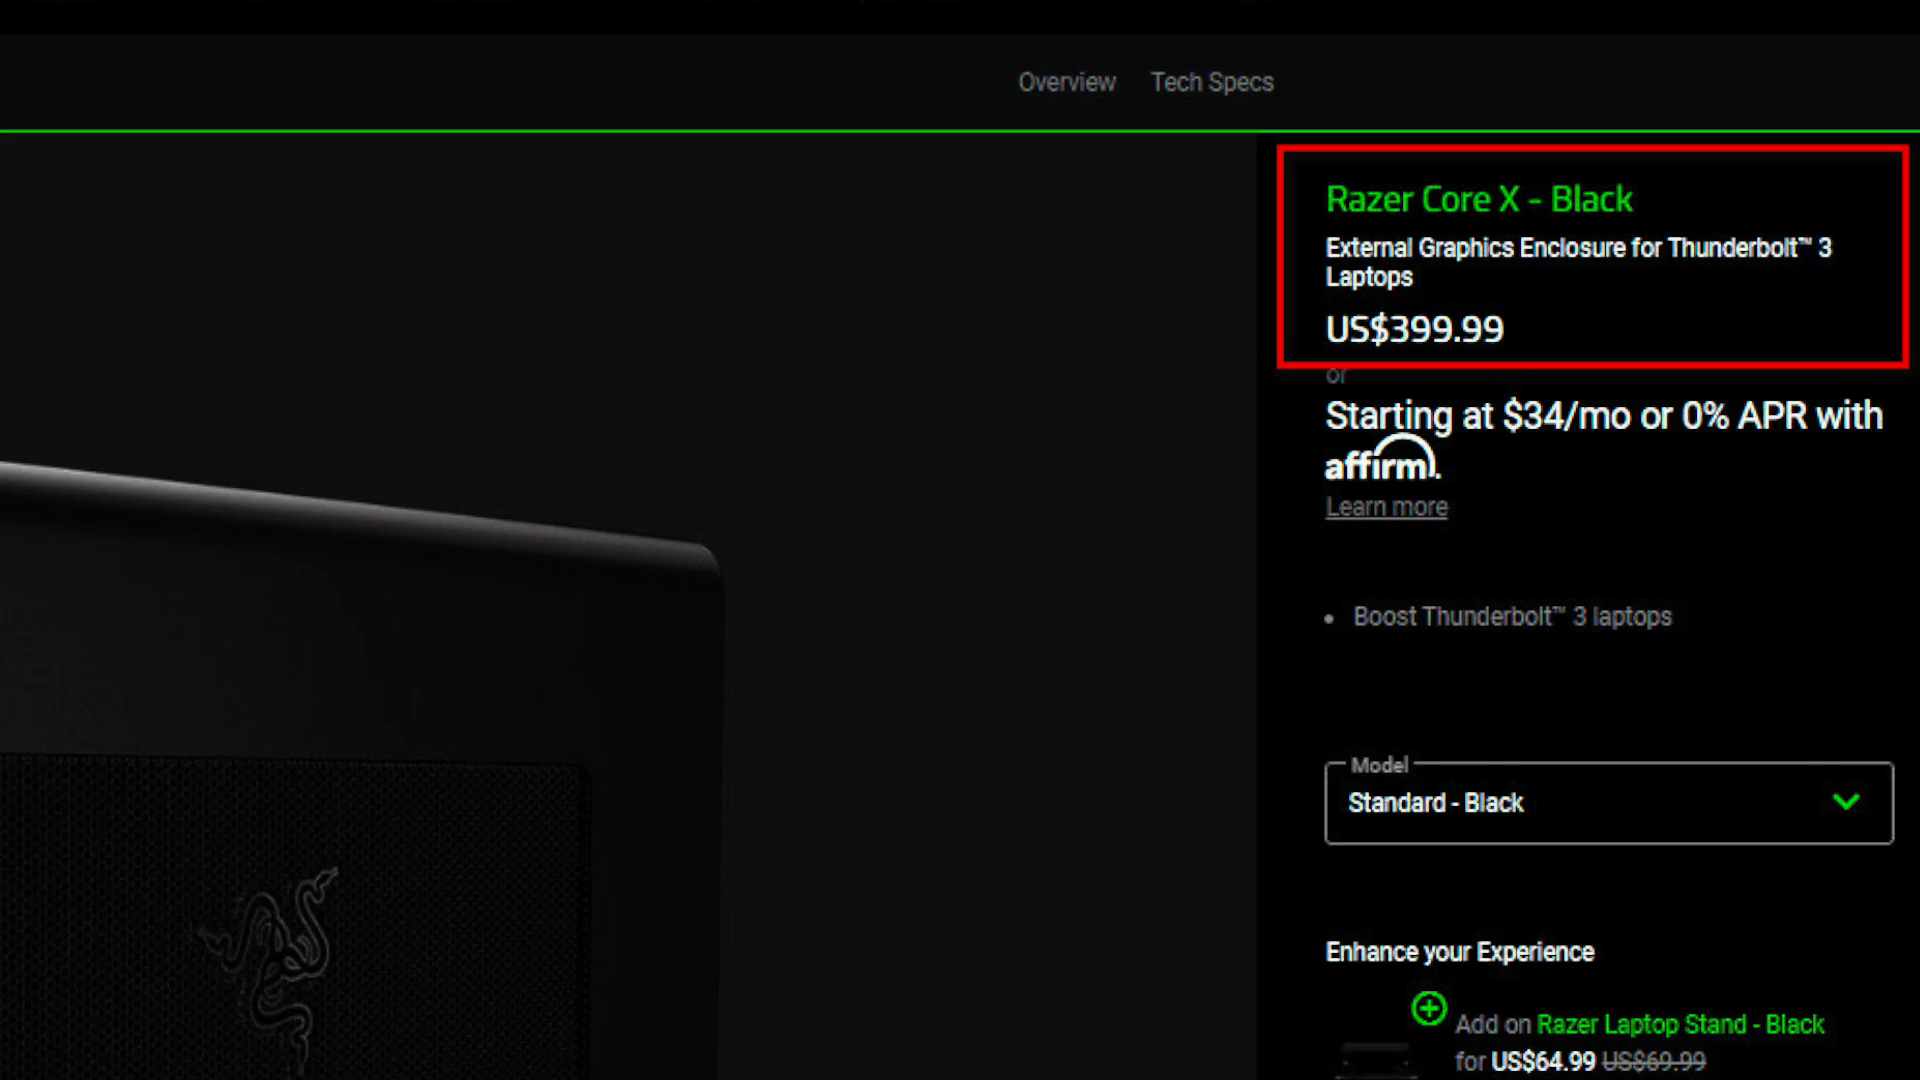 Overview Tech Specs
Razer Core X - Black
External Graphics Enclosure for Thunderbolt™ 3
Laptops
US$399.99
or
Starting at $34/mo or 0% APR with
affirm.
Learn more
• Boost Thunderbolt™ 3 laptops
Model
Standard - Black
Enhance your Experience
Add on Razer Laptop Stand - Black
for US$64.99 US$69.99